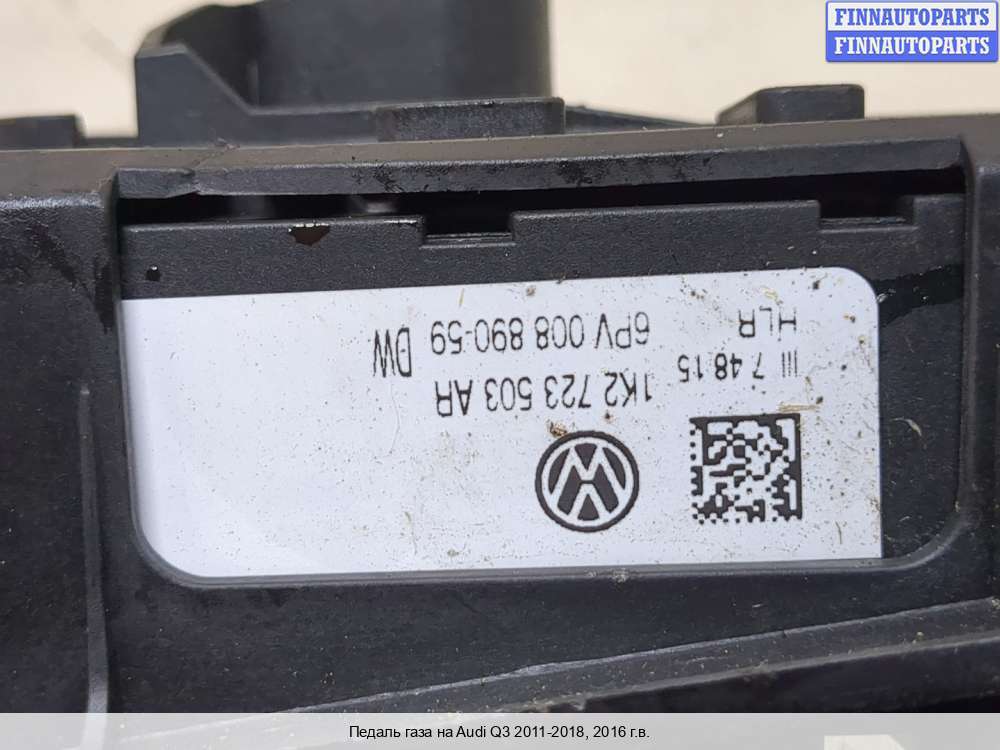 FINNAUTOPARTS
FINNAUTOPARTS
1K2 723 503 AR
6PV 008 890-59 DW
III 7 48 15
HLR
Педаль газа на Audi Q3 2011-2018, 2016 г.в.